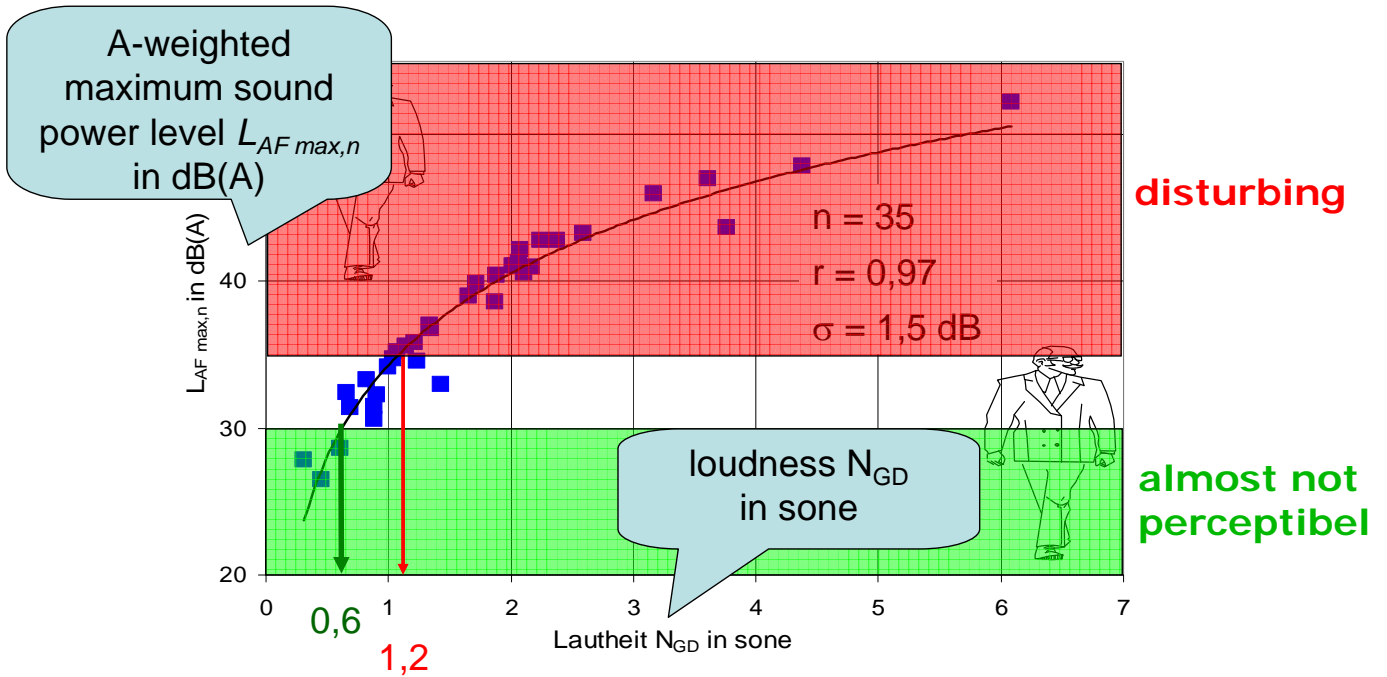 A-weighted
maximum sound
power level L_AF max,n
in dB(A)
L_AF max,n in dB(A)
40
30
20
0 1 2 3 4 5 6 7
0,6
1,2
Lautheit N_GD in sone
n = 35
r = 0,97
σ = 1,5 dB
loudness N_GD
in sone
disturbing
almost not
perceptibel